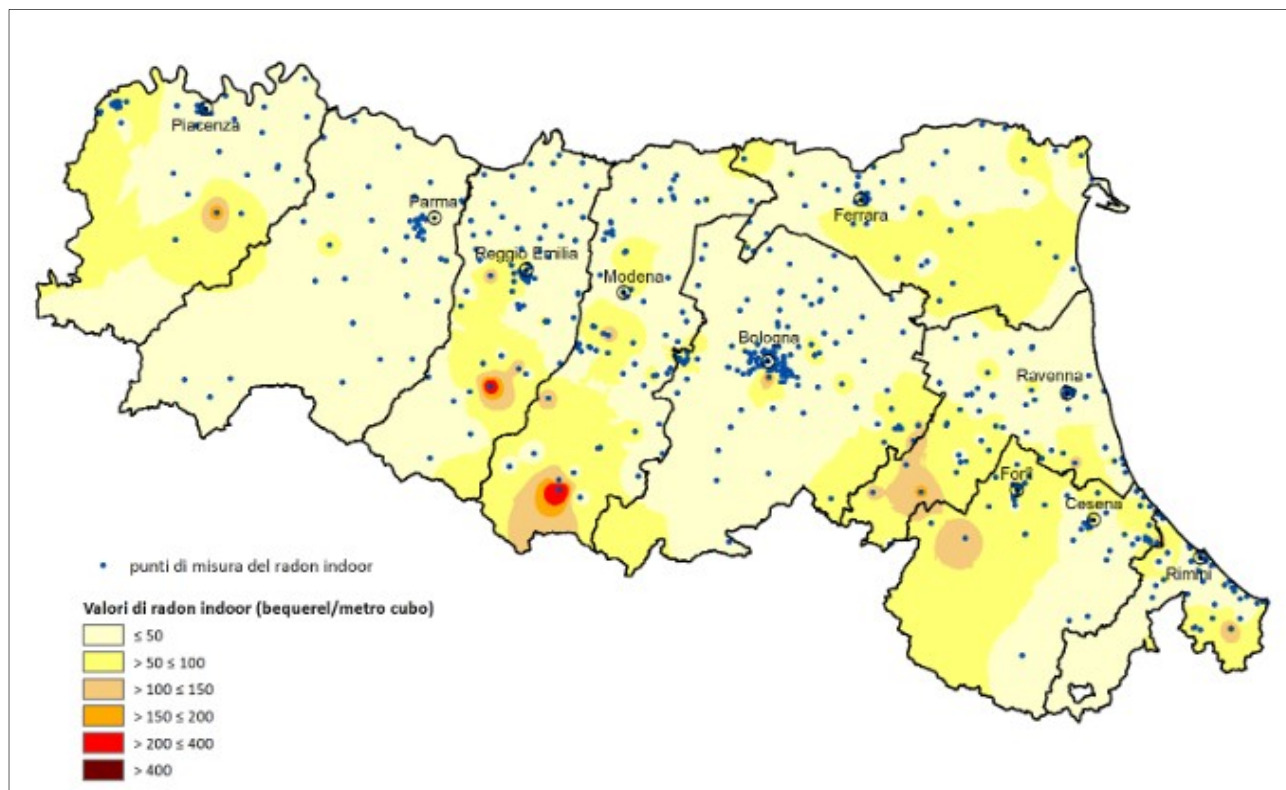 Piacenza
Parma
Ferrara
Reggio Emilia
Modena
Bologna
Ravenna
Forlì
Cesena
Rimini
punti di misura del radon indoor
Valori di radon indoor (bequerel/metro cubo)
≤ 50
> 50 ≤ 100
> 100 ≤ 150
> 150 ≤ 200
> 200 ≤ 400
> 400